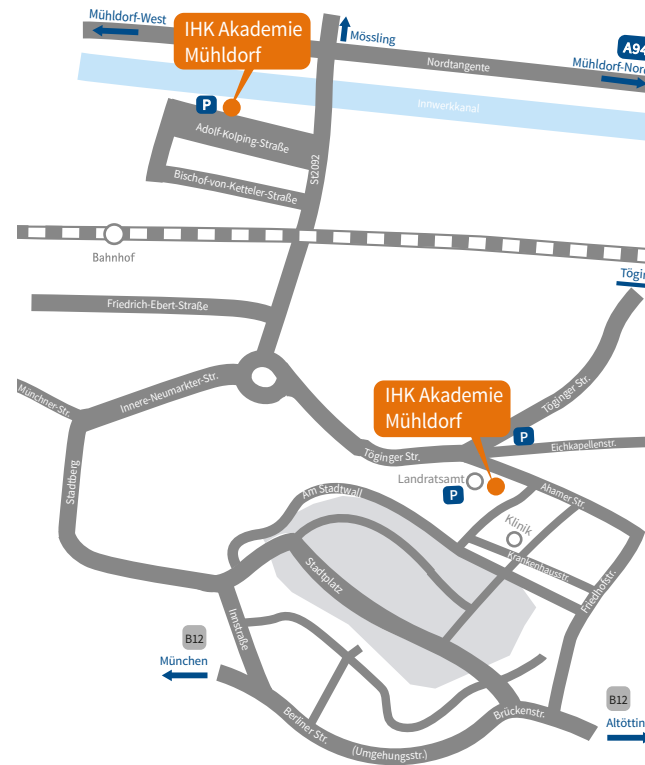 Mühldorf-West
IHK Akademie
Mühldorf
Mössling
A94
Nordtangente
Mühldorf-Nord
P
Innwerkkanal
Adolf-Kolping-Straße
St2092
Bischof-von-Ketteler-Straße
Bahnhof
Tögin
Friedrich-Ebert-Straße
Münchner-Str.
Innere-Neumarkter-Str.
IHK Akademie
Mühldorf
Töginger Str.
P
Eichkapellenstr.
Töginger Str.
Stadtberg
Landratsamt
P
Am Stadtwall
Ahamer Str.
Klinik
Krankenhausstr.
Stadtplatz
Friedhofstr.
Innstraße
B12
München
B12
Brückenstr.
Altötting
Berliner Str.
(Umgehungsstr.)